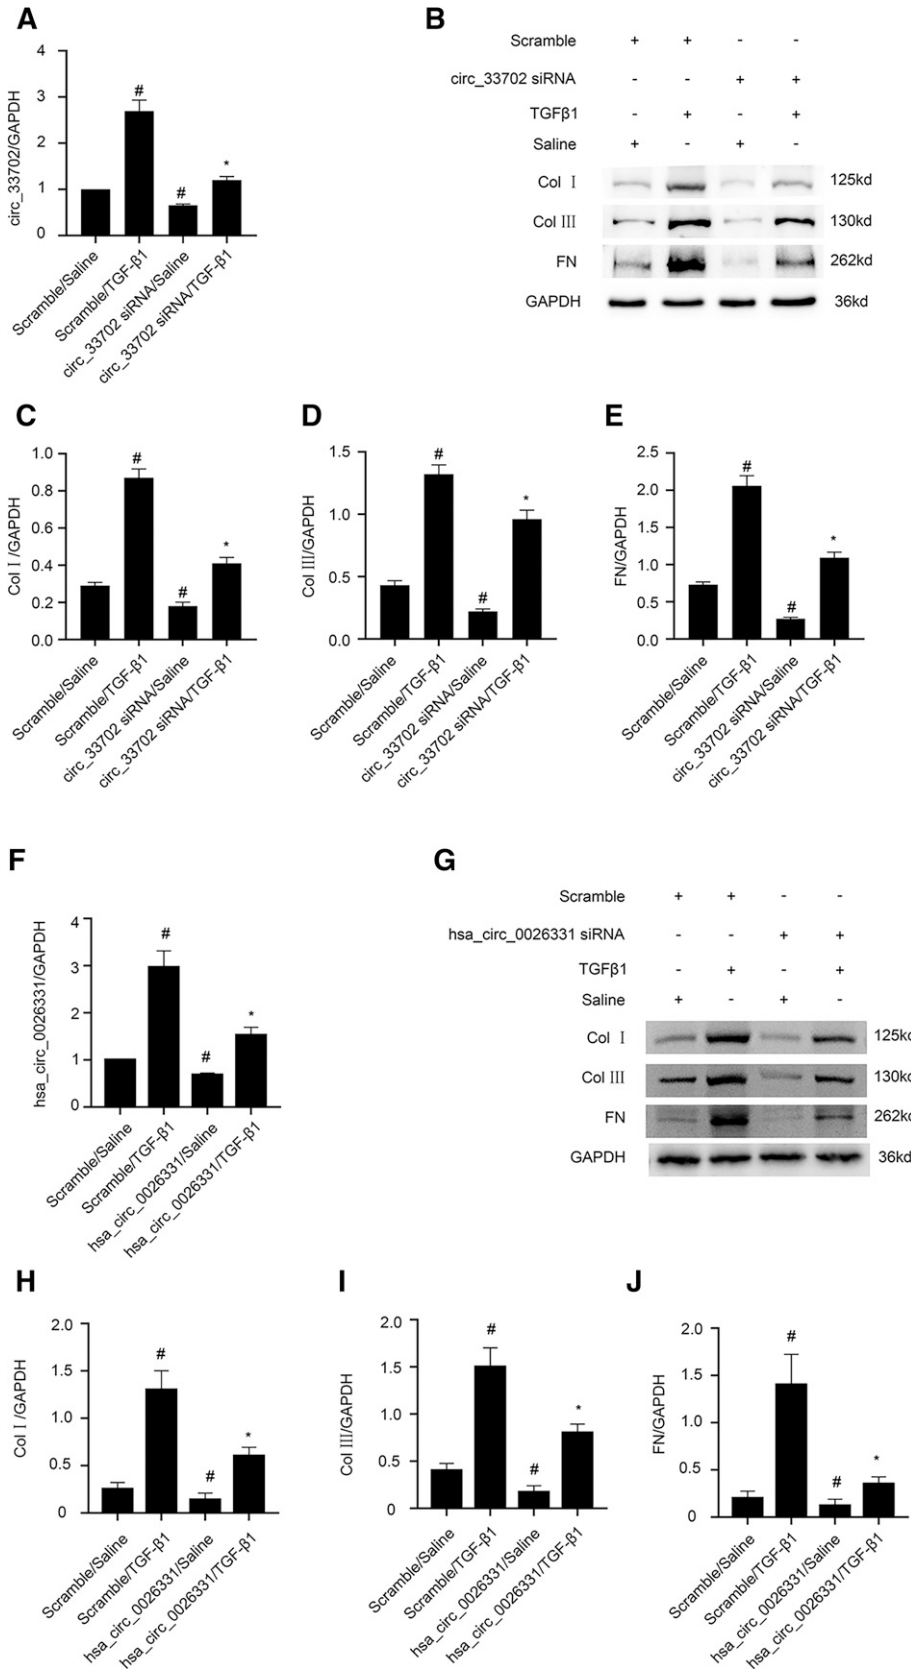 A
circ_33702/GAPDH
4
3
2
1
0
#
#
*
Scramble/Saline
Scramble/TGF-β1
circ_33702 siRNA/Saline
circ_33702 siRNA/TGF-β1
B
Scramble + + - -
circ_33702 siRNA - - + +
TGFβ1 - + - +
Saline + - + -
Col Ⅰ 125kd
Col Ⅲ 130kd
FN 262kd
GAPDH 36kd
C
Col Ⅰ/GAPDH
1.0
0.8
0.6
0.4
0.2
0.0
#
#
*
Scramble/Saline
Scramble/TGF-β1
circ_33702 siRNA/Saline
circ_33702 siRNA/TGF-β1
D
Col Ⅲ/GAPDH
1.5
1.0
0.5
0.0
#
#
*
Scramble/Saline
Scramble/TGF-β1
circ_33702 siRNA/Saline
circ_33702 siRNA/TGF-β1
E
FN/GAPDH
2.5
2.0
1.5
1.0
0.5
0.0
#
#
*
Scramble/Saline
Scramble/TGF-β1
circ_33702 siRNA/Saline
circ_33702 siRNA/TGF-β1
F
hsa_circ_0026331/GAPDH
4
3
2
1
0
#
#
*
Scramble/Saline
Scramble/TGF-β1
hsa_circ_0026331/Saline
hsa_circ_0026331/TGF-β1
G
Scramble + + - -
hsa_circ_0026331 siRNA - - + +
TGFβ1 - + - +
Saline + - + -
Col Ⅰ 125kd
Col Ⅲ 130kd
FN 262kd
GAPDH 36kd
H
Col Ⅰ/GAPDH
2.0
1.5
1.0
0.5
0
#
#
*
Scramble/Saline
Scramble/TGF-β1
hsa_circ_0026331/Saline
hsa_circ_0026331/TGF-β1
I
Col Ⅲ/GAPDH
2.0
1.5
1.0
0.5
0
#
#
*
Scramble/Saline
Scramble/TGF-β1
hsa_circ_0026331/Saline
hsa_circ_0026331/TGF-β1
J
FN/GAPDH
2.0
1.5
1.0
0.5
0
#
#
*
Scramble/Saline
Scramble/TGF-β1
hsa_circ_0026331/Saline
hsa_circ_0026331/TGF-β1